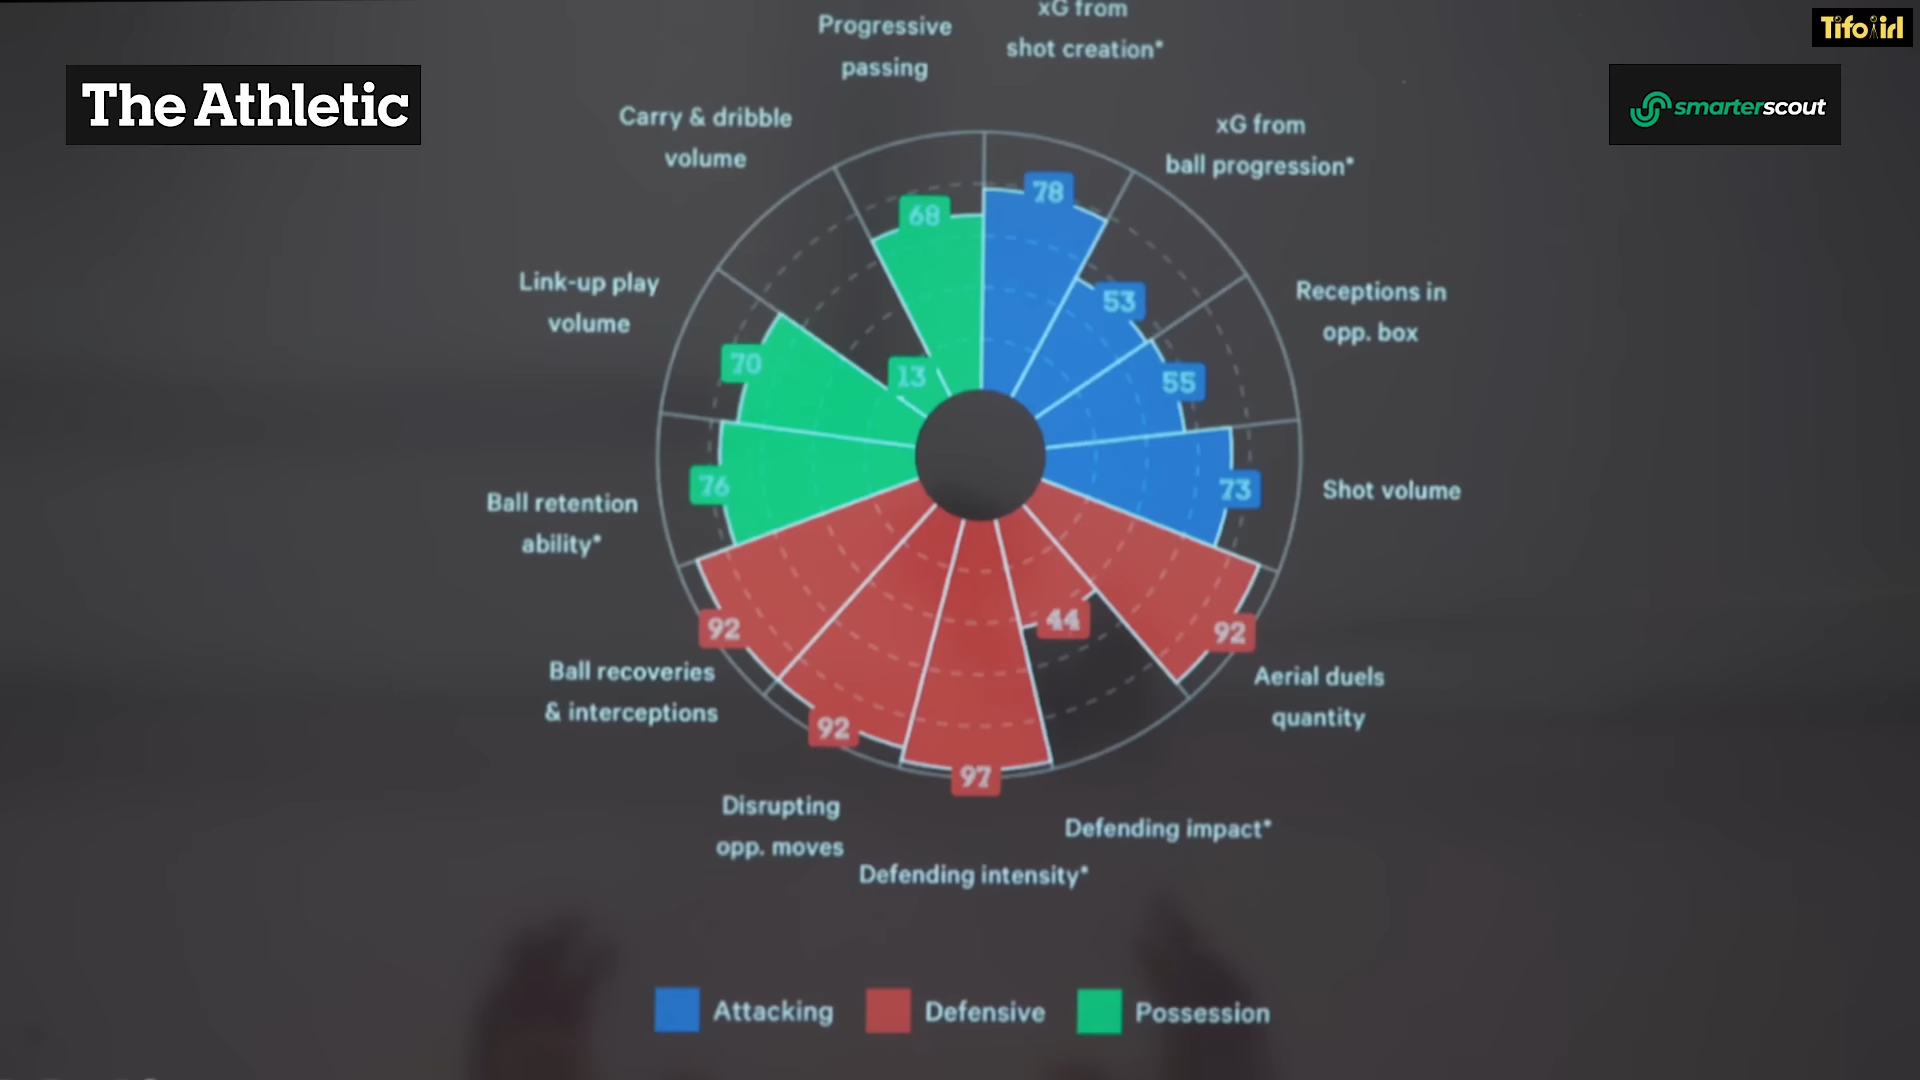 Tifo irl
The Athletic
smarterscout
Progressive
passing
xG from
shot creation*
Carry & dribble
volume
xG from
ball progression*
Link-up play
volume
Receptions in
opp. box
Ball retention
ability*
Shot volume
Ball recoveries
& interceptions
Aerial duels
quantity
Disrupting
opp. moves
Defending impact*
Defending intensity*
78
68
53
13
70
55
76
73
44
92
92
92
97
Attacking
Defensive
Possession